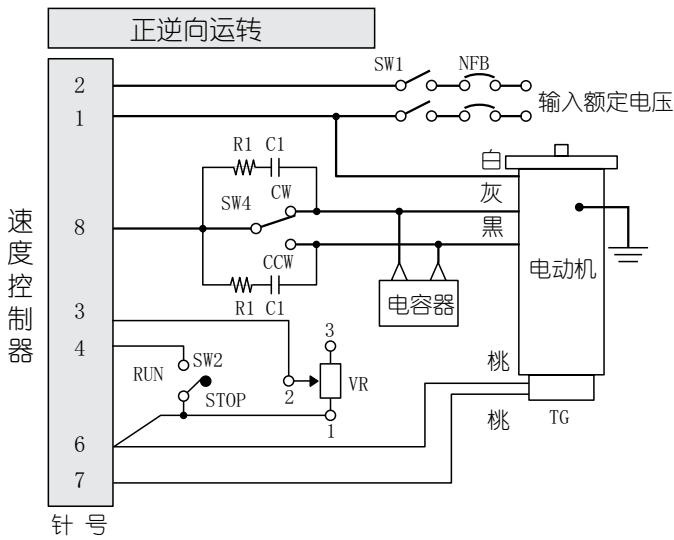 正逆向运转
SW1
NFB
2
1
输入额定电压
R1 C1
白
CW
灰
SW4
8
黑
速度控制器
CCW
电动机
R1 C1
电容器
3
3
4
SW2
桃
RUN
VR
2
STOP
1
桃
TG
6
7
针 号